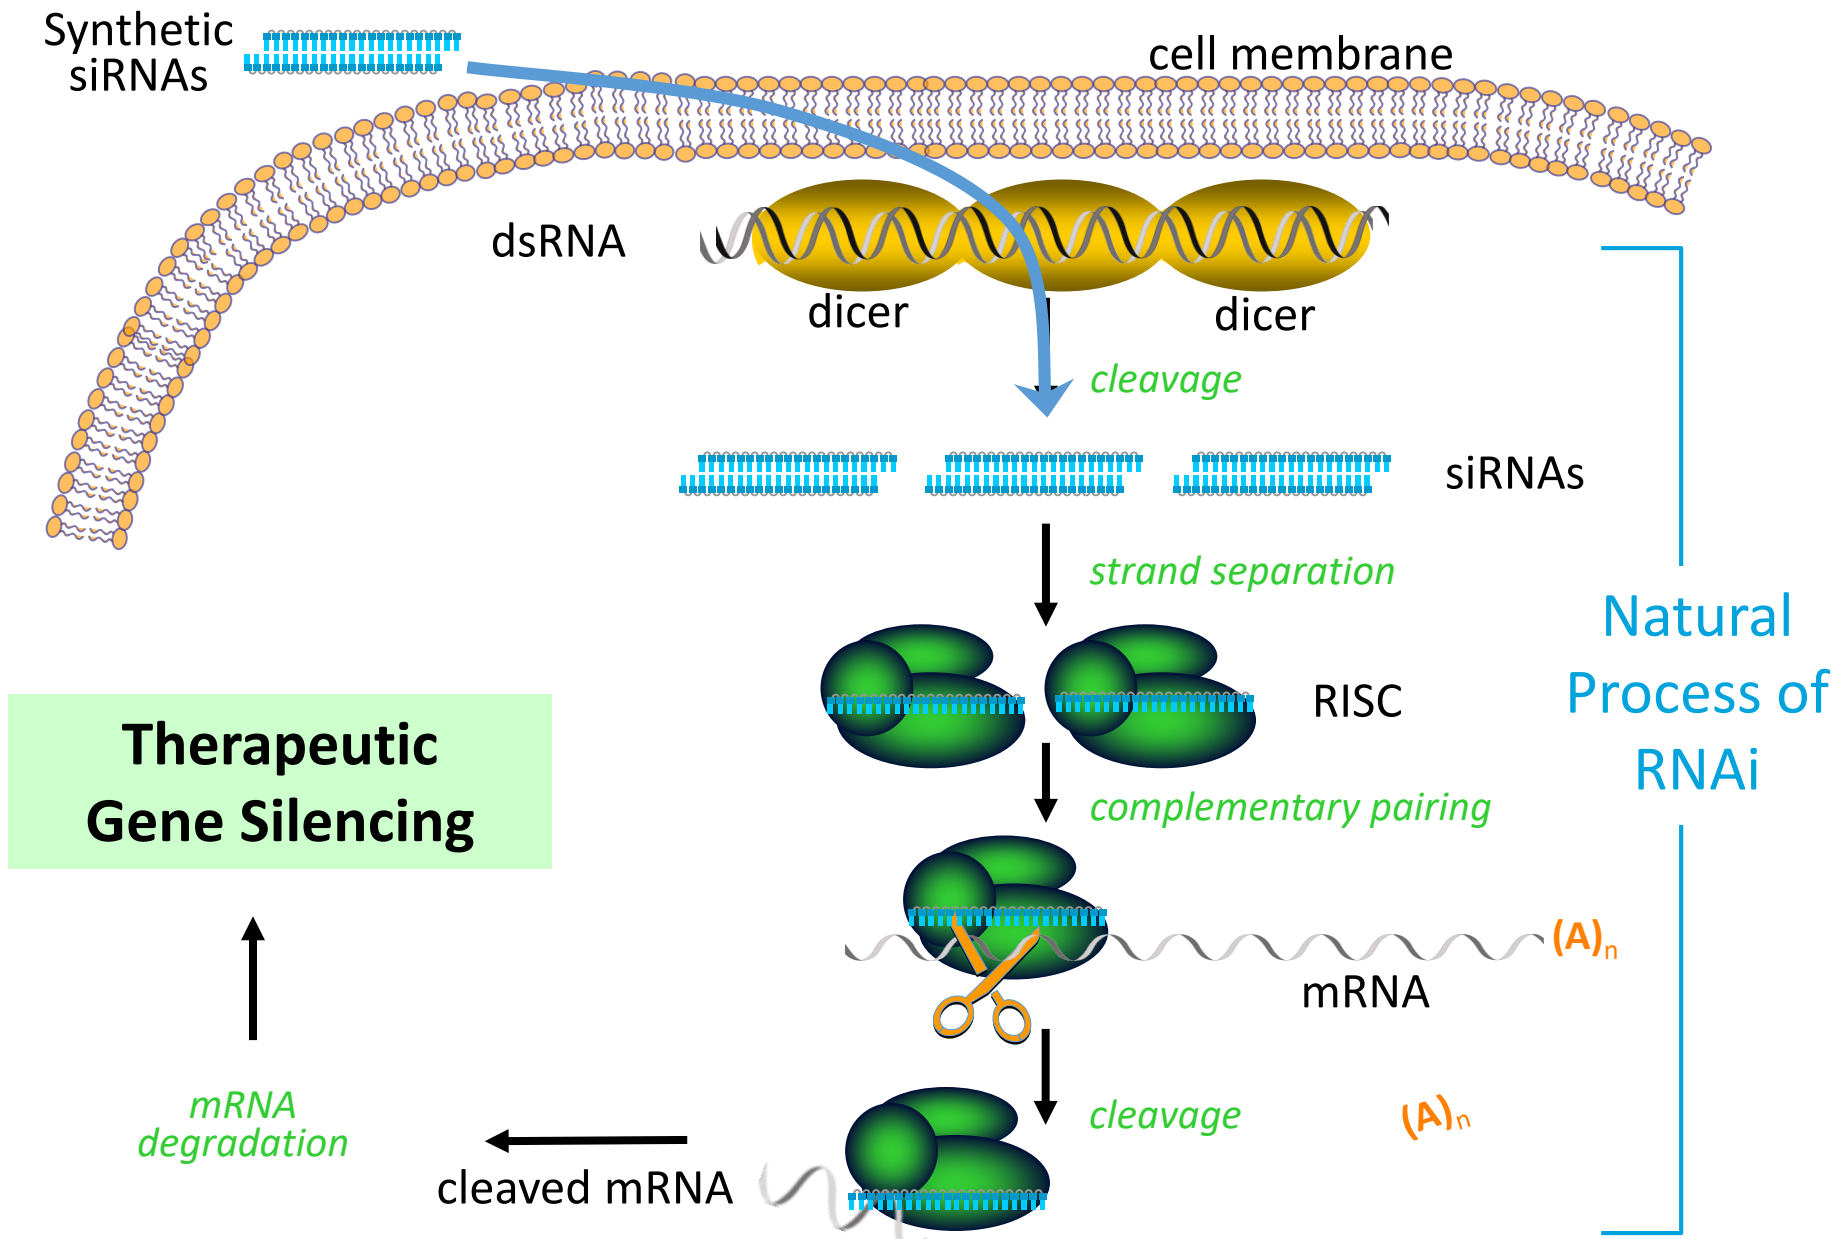 Synthetic
siRNAs
cell membrane
dsRNA
dicer
dicer
cleavage
siRNAs
strand separation
Natural
Process of
RNAi
RISC
Therapeutic
Gene Silencing
complementary pairing
(A)n
mRNA
cleavage
(A)n
mRNA
degradation
cleaved mRNA